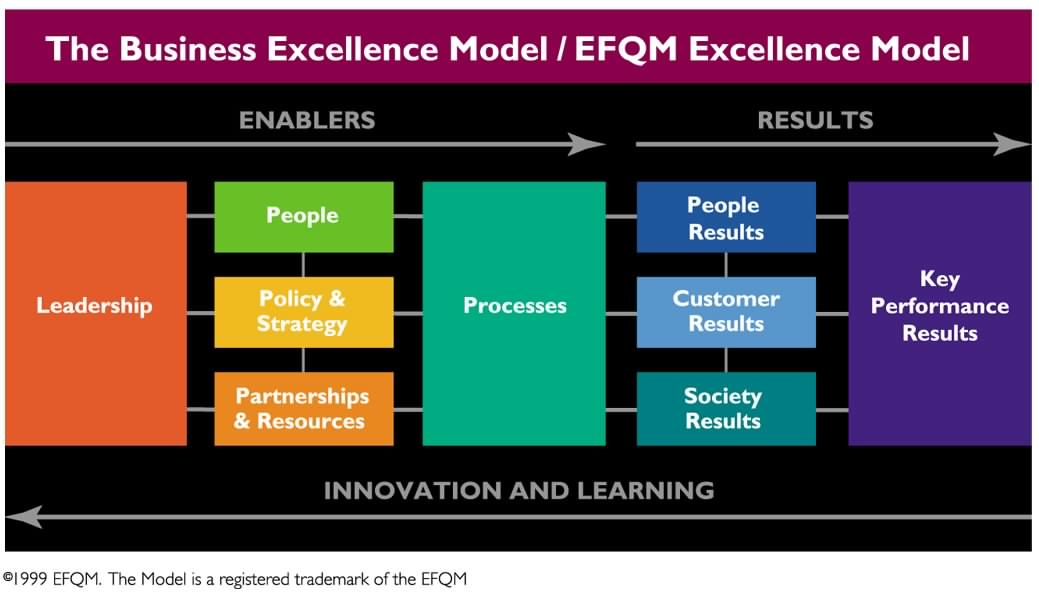 The Business Excellence Model / EFQM Excellence Model
ENABLERS
RESULTS
Leadership
People
Policy &
Strategy
Partnerships
& Resources
Processes
People
Results
Customer
Results
Society
Results
Key
Performance
Results
INNOVATION AND LEARNING
©1999 EFQM. The Model is a registered trademark of the EFQM